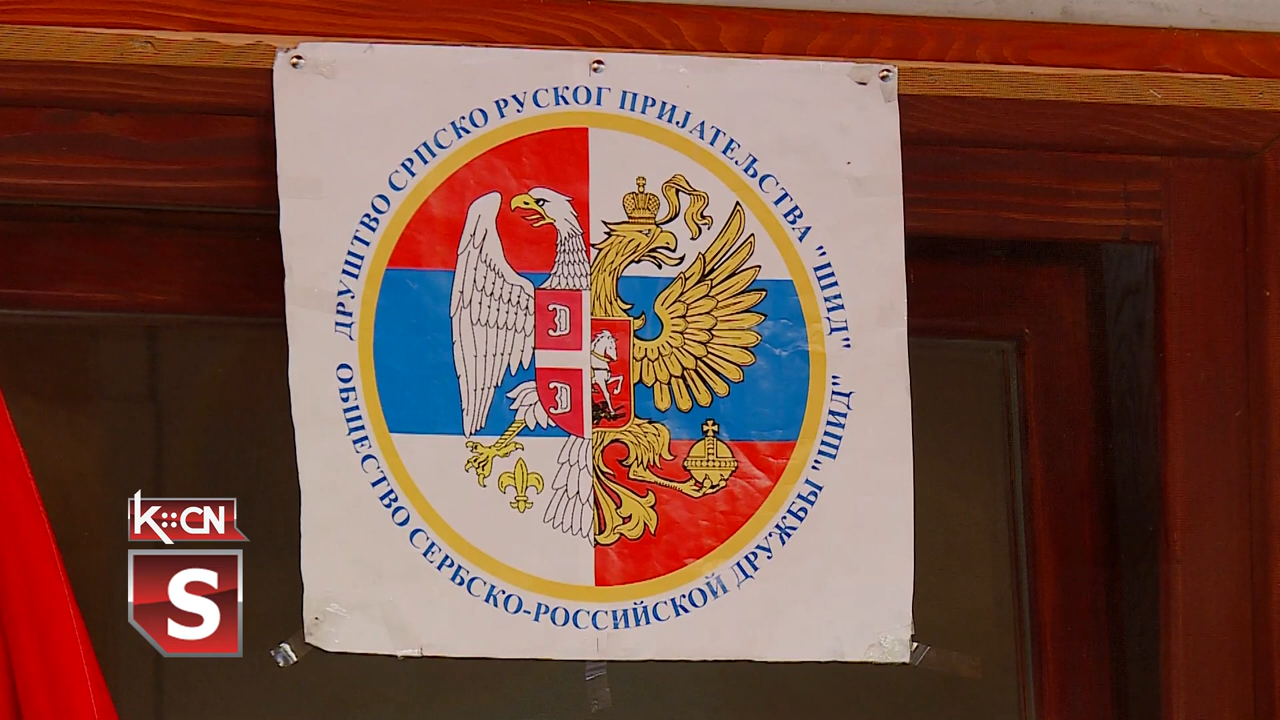 ДРУШТВО СРПСКО РУСКОГ ПРИЈАТЕЉСТВА "ШИД"
ОБЩЕСТВО СЕРБСКО-РОССИЙСКОЙ ДРУЖБЫ "ШИД"
K::CN
S